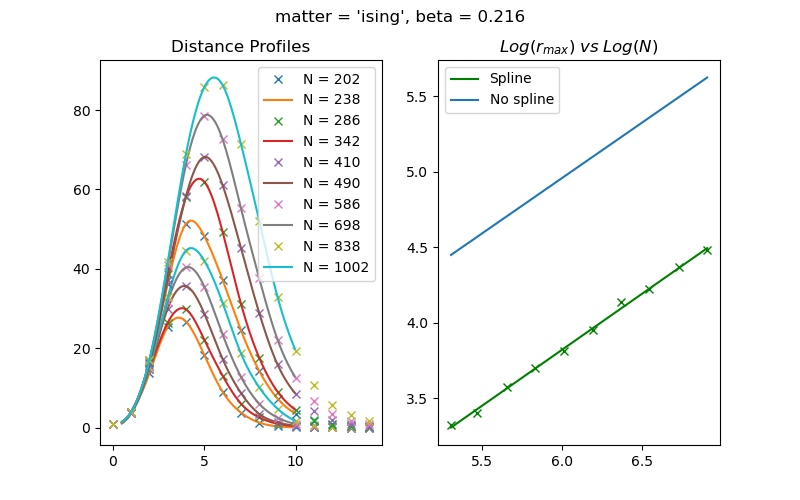 matter = 'ising', beta = 0.216
Distance Profiles
N = 202
N = 238
N = 286
N = 342
N = 410
N = 490
N = 586
N = 698
N = 838
N = 1002
80
60
40
20
0
0 5 10
Log(r_max) vs Log(N)
Spline
No spline
5.5
5.0
4.5
4.0
3.5
5.5 6.0 6.5